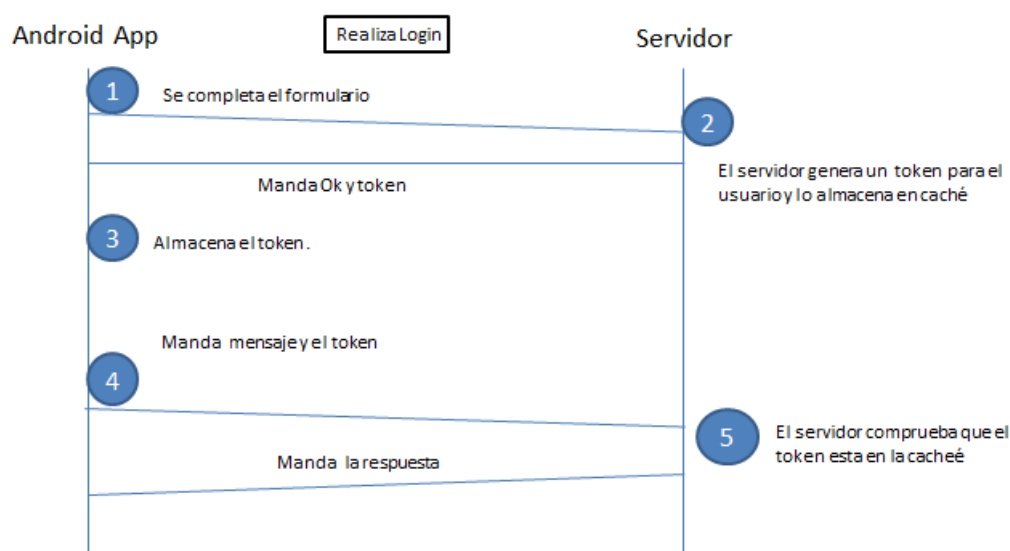 Android App
Realiza Login
Servidor
1
Se completa el formulario
2
El servidor genera un token para el
usuario y lo almacena en caché
Manda Ok y token
3
Almacena el token.
Manda mensaje y el token
4
5
El servidor comprueba que el
token esta en la cacheé
Manda la respuesta